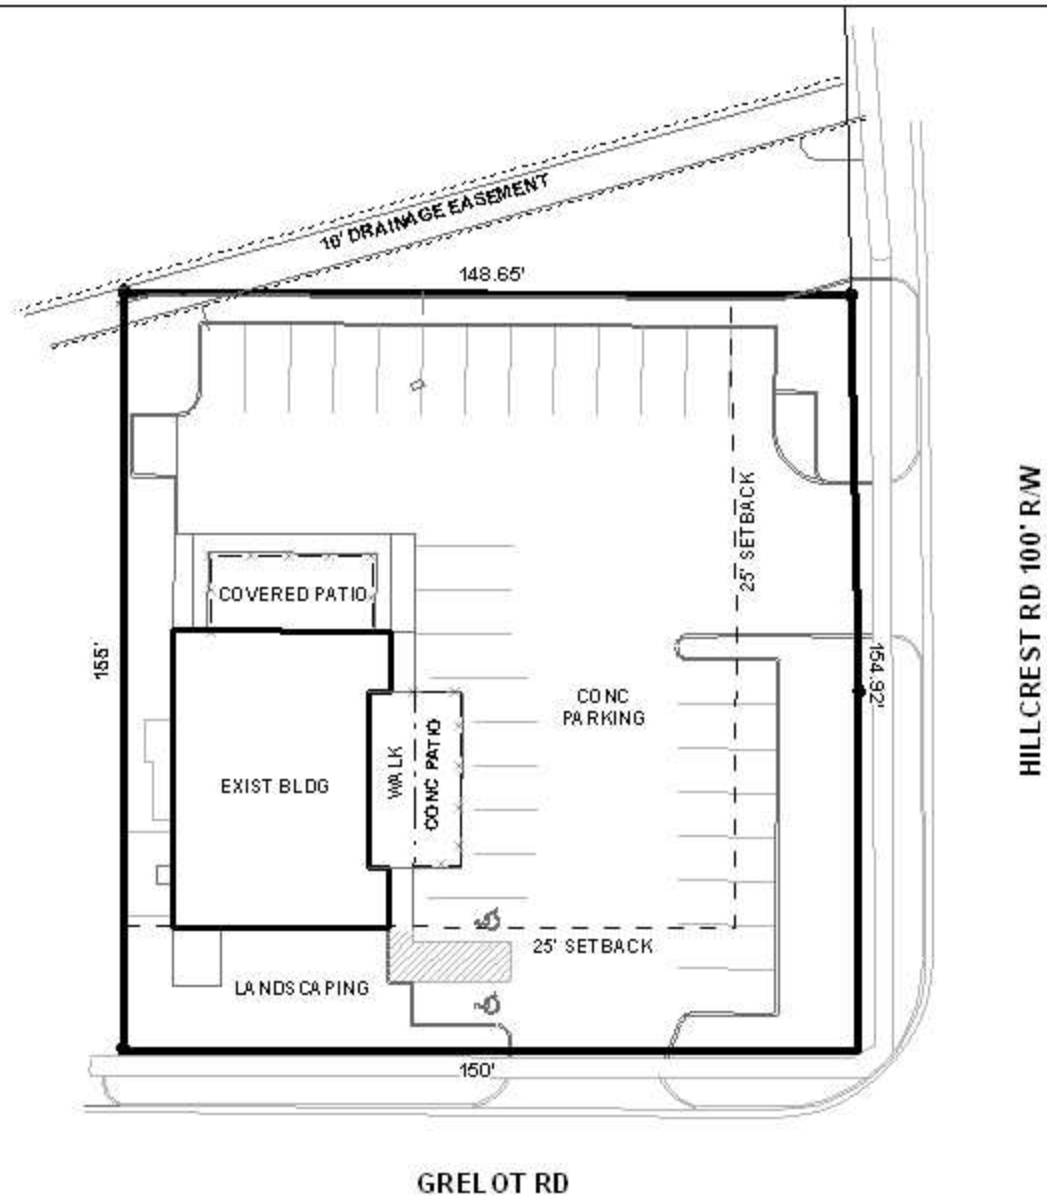 10' DRAINAGE EASEMENT
148.65'
25' SETBACK
HILLCREST RD 100' R/W
COVERED PATIO
155'
154.92'
CONC
PARKING
WALK
CONC PATIO
EXIST BLDG
25' SETBACK
LANDSCAPING
150'
GRELOT RD